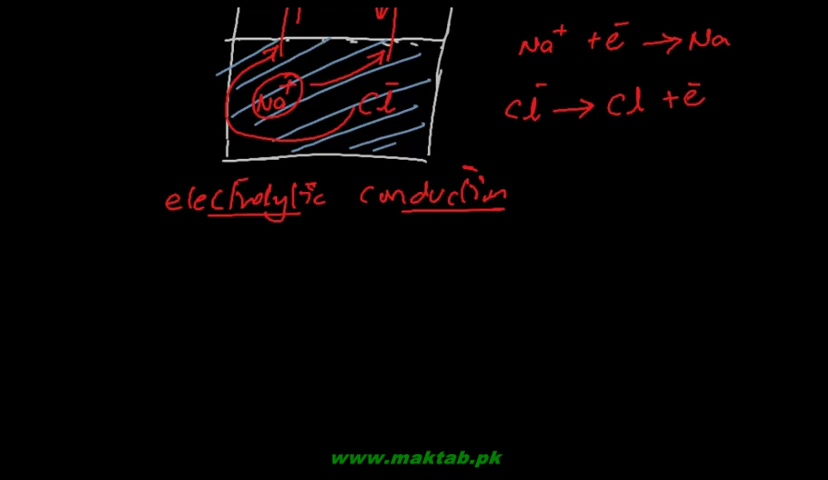 Na⁺ + e⁻ → Na
Na⁺ Cl⁻
Cl⁻ → Cl + e⁻
electrolytic conduction
www.maktab.pk